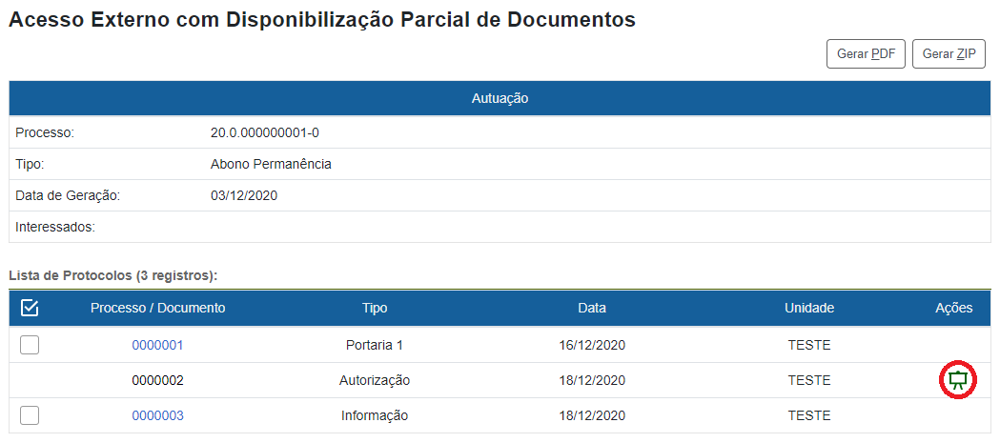 Acesso Externo com Disponibilização Parcial de Documentos
Gerar PDF Gerar ZIP
Autuação
Processo: 20.0.000000001-0
Tipo: Abono Permanência
Data de Geração: 03/12/2020
Interessados:
Lista de Protocolos (3 registros):
Processo / Documento Tipo Data Unidade Ações
0000001 Portaria 1 16/12/2020 TESTE
0000002 Autorização 18/12/2020 TESTE
0000003 Informação 18/12/2020 TESTE